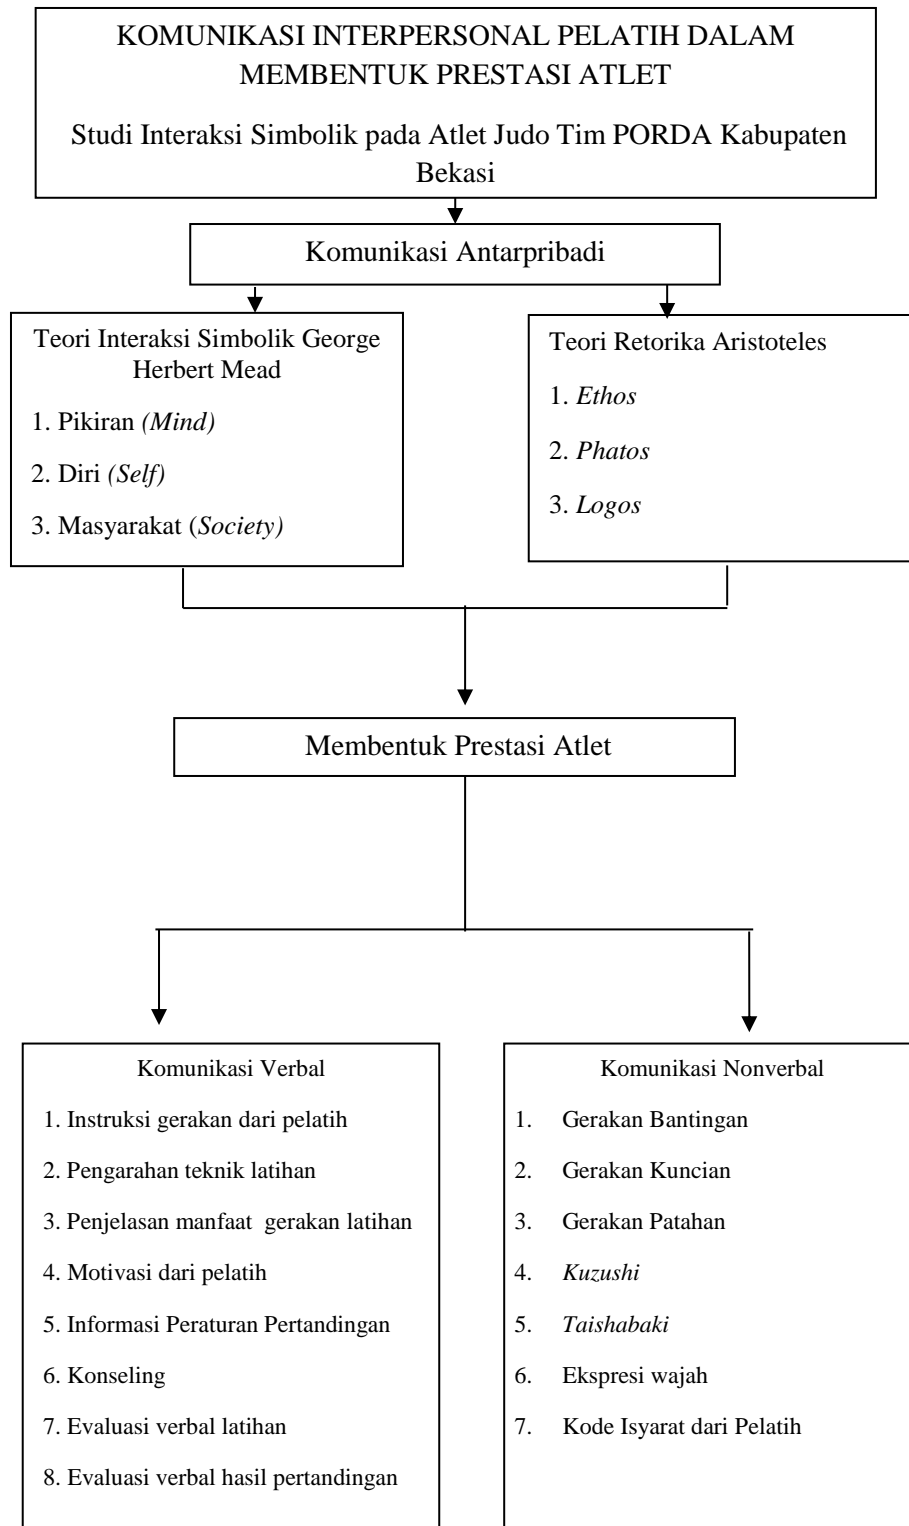 KOMUNIKASI INTERPERSONAL PELATIH DALAM
MEMBENTUK PRESTASI ATLET
Studi Interaksi Simbolik pada Atlet Judo Tim PORDA Kabupaten
Bekasi
Komunikasi Antarpribadi
Teori Interaksi Simbolik George
Herbert Mead
1. Pikiran (Mind)
2. Diri (Self)
3. Masyarakat (Society)
Teori Retorika Aristoteles
1. Ethos
2. Phatos
3. Logos
Membentuk Prestasi Atlet
Komunikasi Verbal
1. Instruksi gerakan dari pelatih
2. Pengarahan teknik latihan
3. Penjelasan manfaat gerakan latihan
4. Motivasi dari pelatih
5. Informasi Peraturan Pertandingan
6. Konseling
7. Evaluasi verbal latihan
8. Evaluasi verbal hasil pertandingan
Komunikasi Nonverbal
1. Gerakan Bantingan
2. Gerakan Kuncian
3. Gerakan Patahan
4. Kuzushi
5. Taishabaki
6. Ekspresi wajah
7. Kode Isyarat dari Pelatih